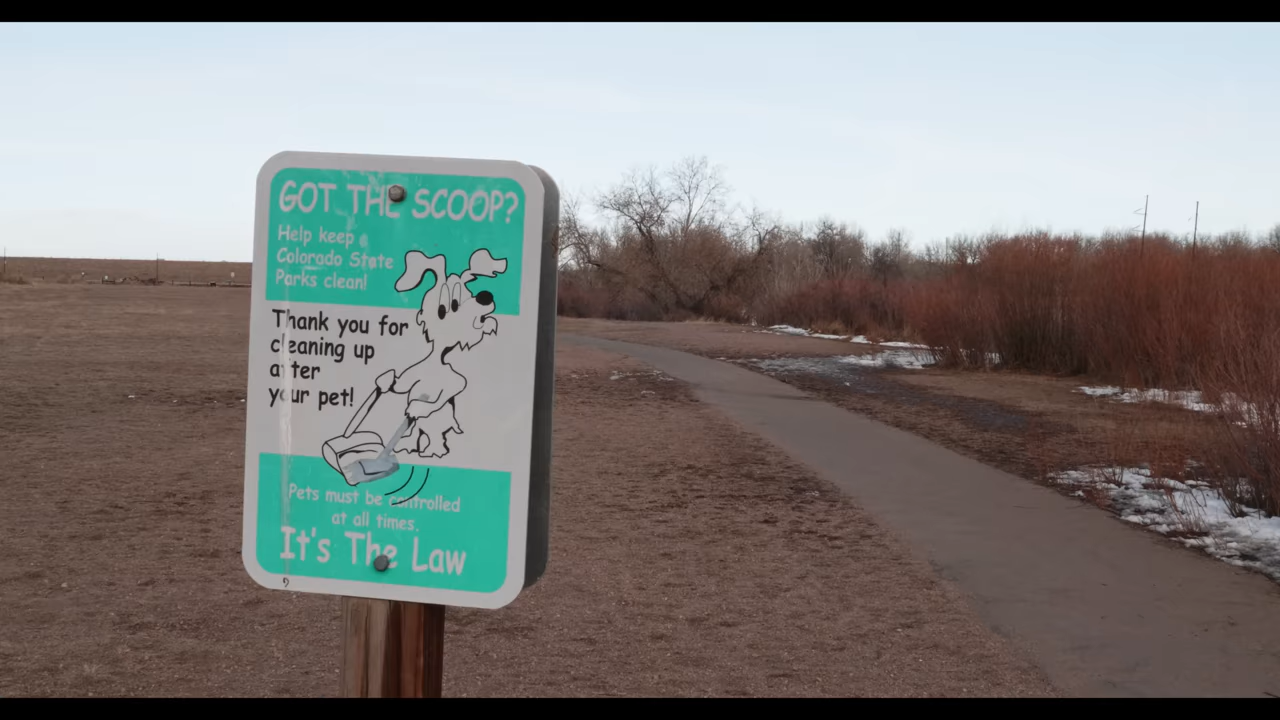 GOT THE SCOOP?
Help keep
Colorado State
Parks clean!
Thank you for
cleaning up
after
your pet!
Pets must be controlled
at all times.
It's The Law